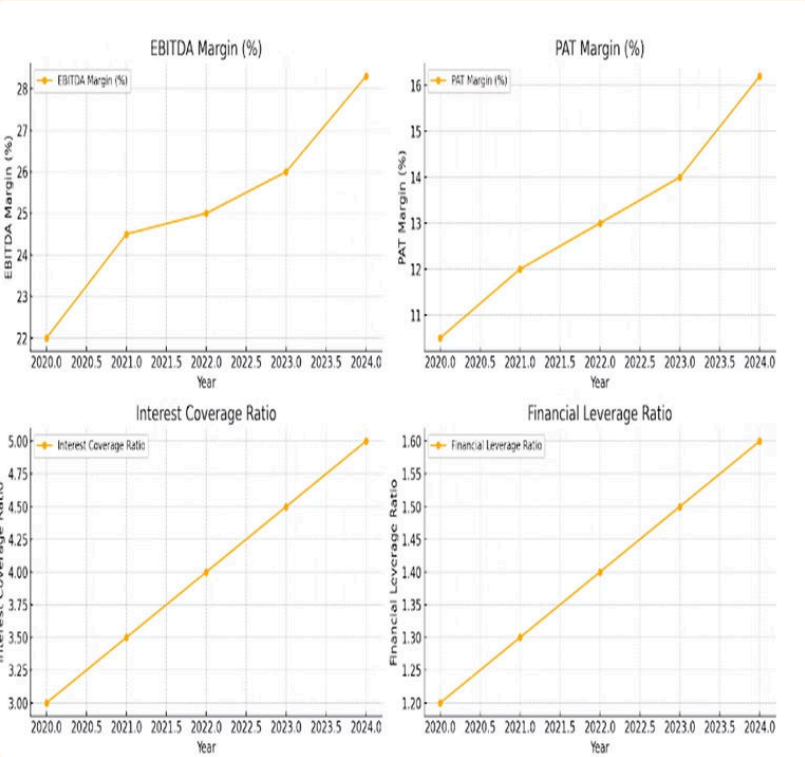 EBITDA Margin (%)
EBITDA Margin (%)
EBITDA Margin (%)
28
27
26
25
24
23
22
2020.0 2020.5 2021.0 2021.5 2022.0 2022.5 2023.0 2023.5 2024.0
Year
PAT Margin (%)
PAT Margin (%)
PAT Margin (%)
16
15
14
13
12
11
2020.0 2020.5 2021.0 2021.5 2022.0 2022.5 2023.0 2023.5 2024.0
Year
Interest Coverage Ratio
Interest Coverage Ratio
Interest Coverage Ratio
5.00
4.75
4.50
4.25
4.00
3.75
3.50
3.25
3.00
2020.0 2020.5 2021.0 2021.5 2022.0 2022.5 2023.0 2023.5 2024.0
Year
Financial Leverage Ratio
Financial Leverage Ratio
Financial Leverage Ratio
1.60
1.55
1.50
1.45
1.40
1.35
1.30
1.25
1.20
2020.0 2020.5 2021.0 2021.5 2022.0 2022.5 2023.0 2023.5 2024.0
Year